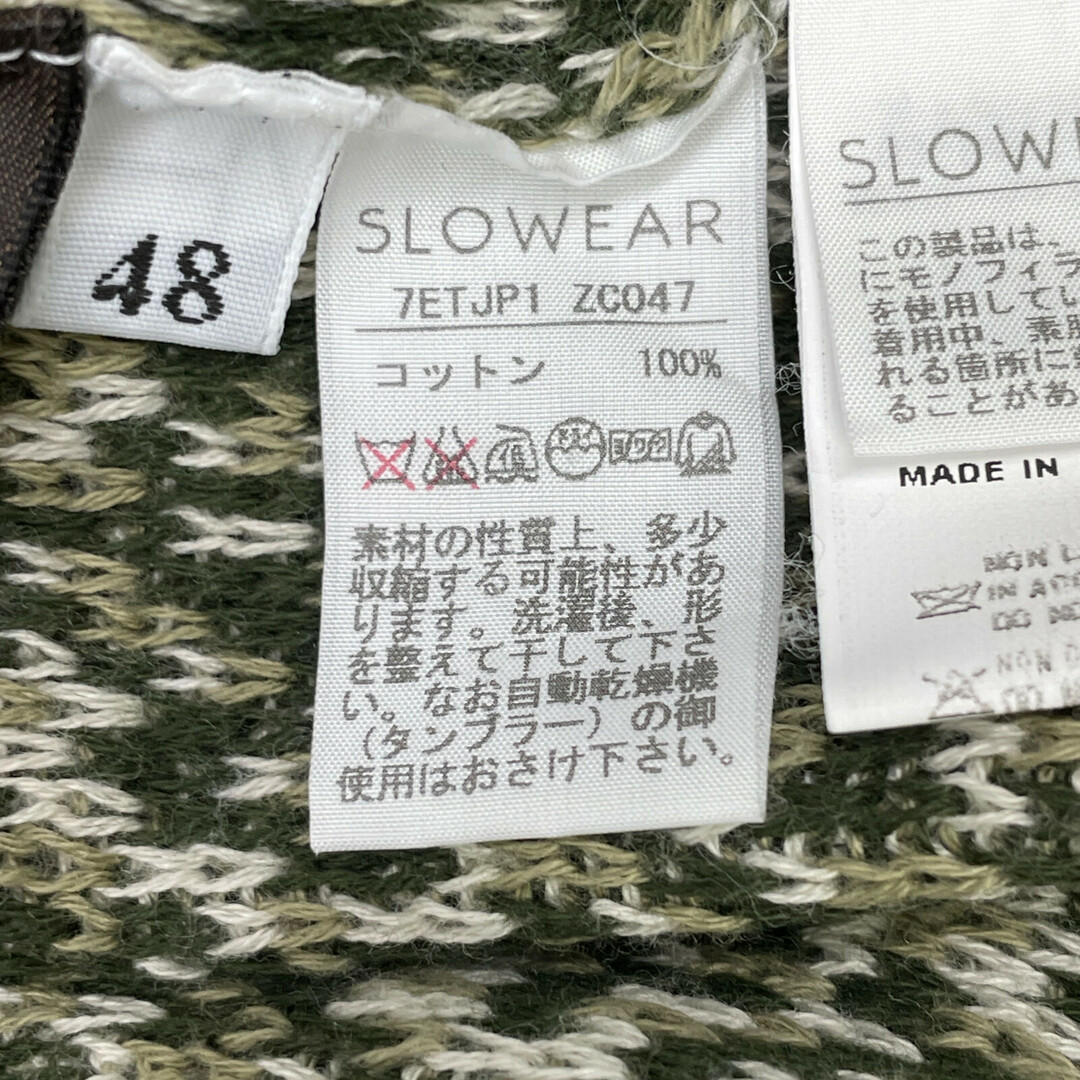 48
SLOWEAR
7ETJP1 ZC047
コットン 100%
素材の性質上、多少
収縮する可能性があ
ります。洗濯後、形
を整えて干して下さ
い。なお自動乾燥機
(タンブラー)の御
使用はおさけ下さい。
SLOW
この製品は、
にモノフィラ
を使用してい
着用中、素
れる箇所に
ることがあ
MADE IN
NON
IN
DO
NON